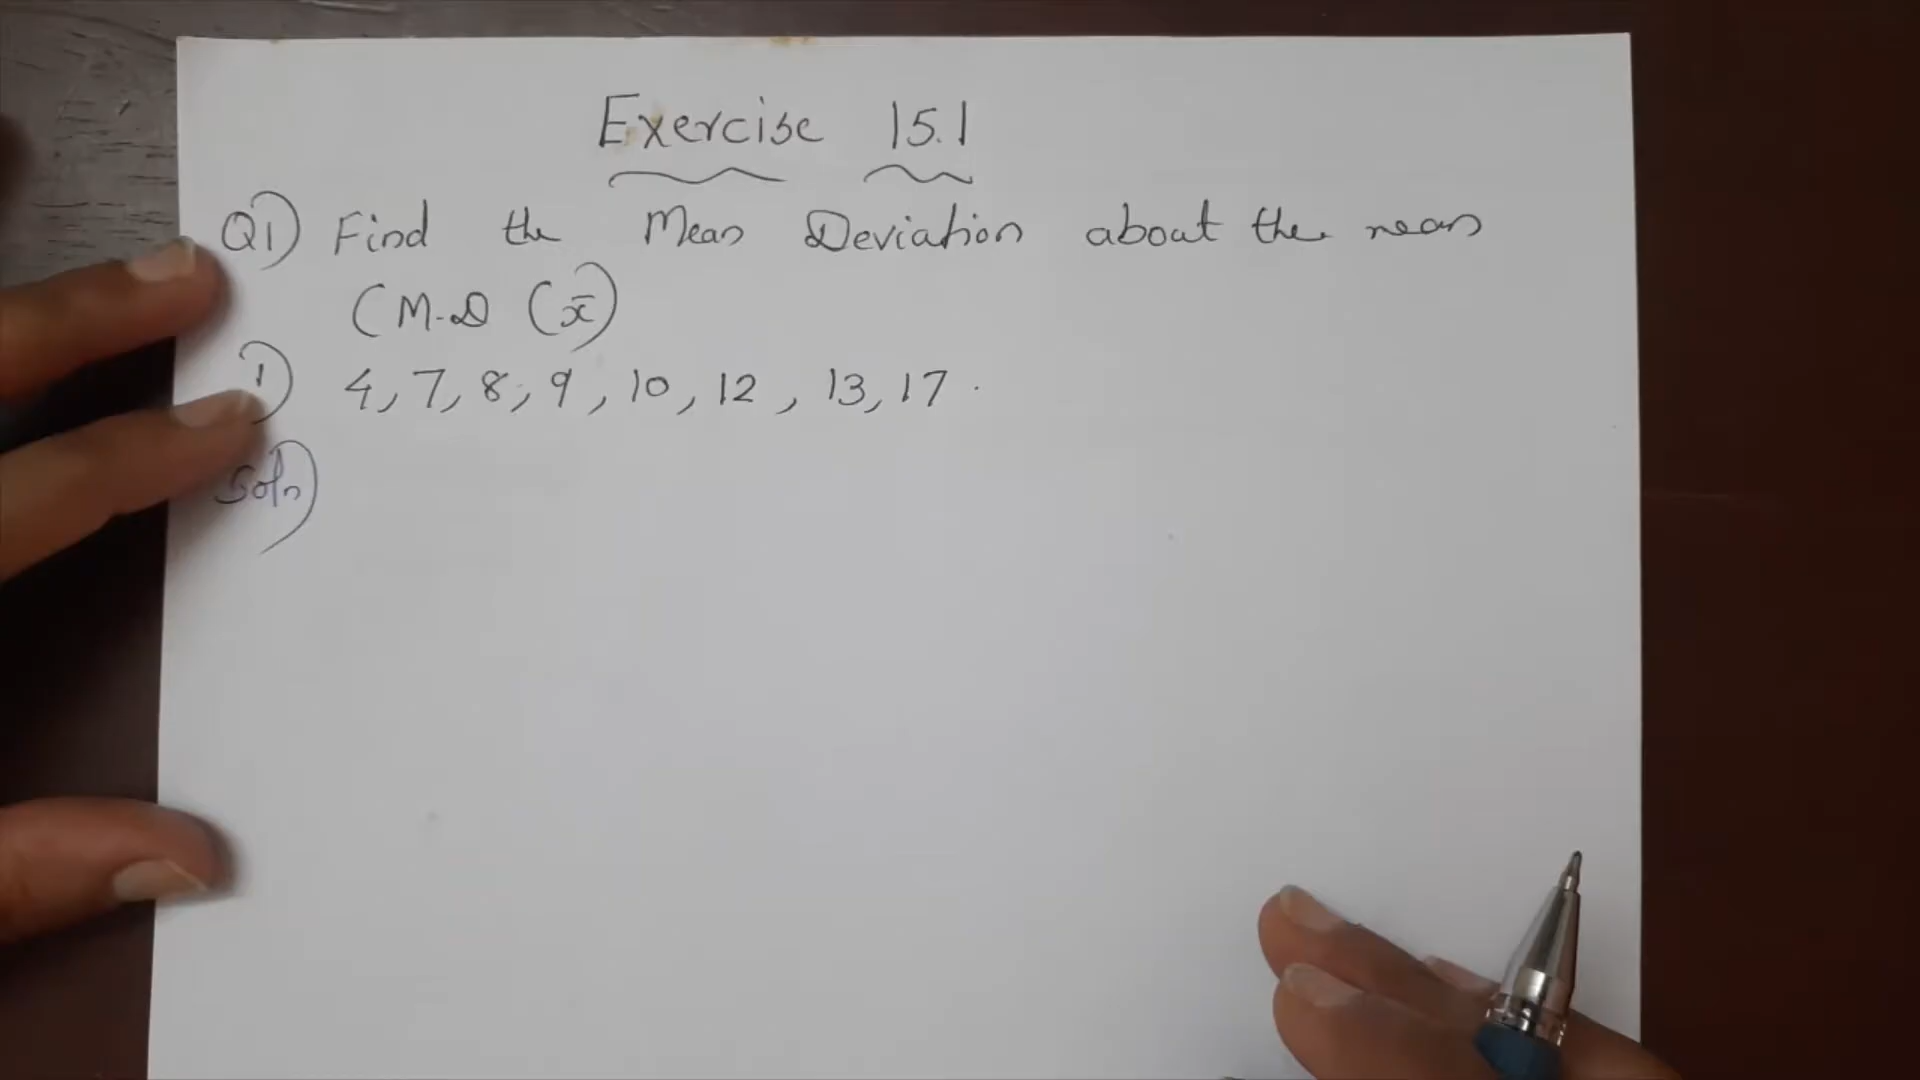 Exercise 15.1
Q1) Find the Mean Deviation about the mean
(M.D (x̄)
1) 4, 7, 8, 9, 10, 12, 13, 17.
Soln)